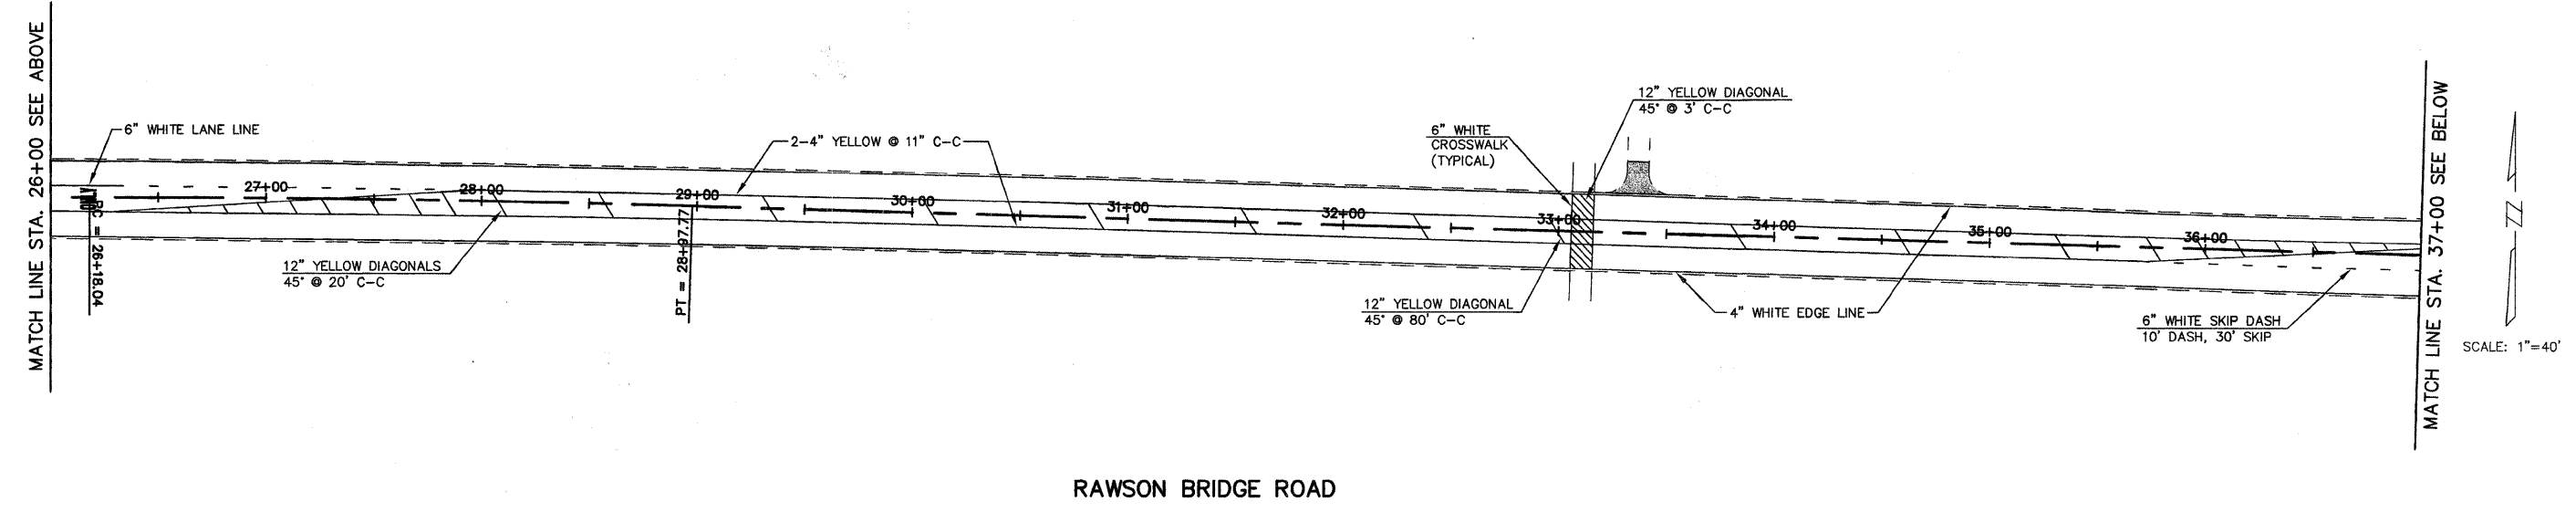 MATCH LINE STA. 26+00 SEE ABOVE
6" WHITE LANE LINE
2-4" YELLOW @ 11" C-C
6" WHITE
CROSSWALK
(TYPICAL)
12" YELLOW DIAGONAL
45° @ 3' C-C
27+00
28+00
29+00
30+00
31+00
32+00
33+00
34+00
35+00
36+00
PC = 26+18.04
PT = 28+97.77
12" YELLOW DIAGONALS
45° @ 20' C-C
12" YELLOW DIAGONAL
45° @ 80' C-C
4" WHITE EDGE LINE
6" WHITE SKIP DASH
10' DASH, 30' SKIP
MATCH LINE STA. 37+00 SEE BELOW
N
SCALE: 1"=40'
RAWSON BRIDGE ROAD